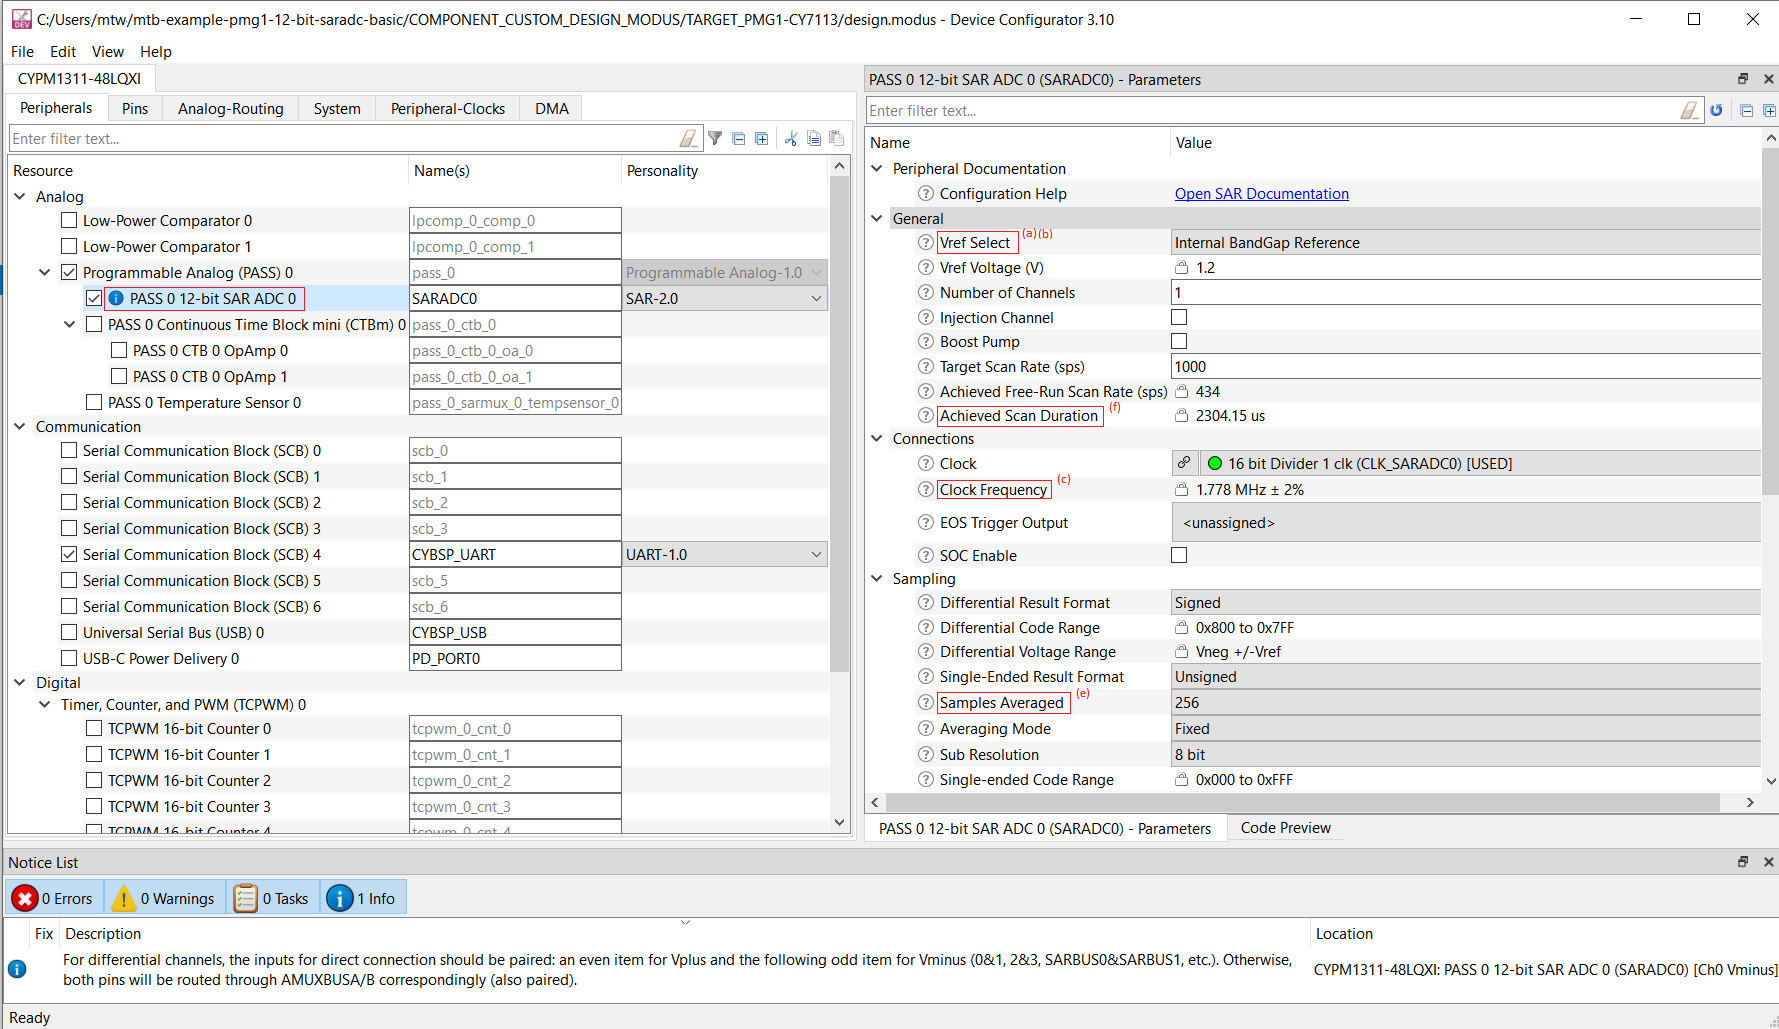 C:/Users/mtw/mtb-example-pmg1-12-bit-saradc-basic/COMPONENT_CUSTOM_DESIGN_MODUS/TARGET_PMG1-CY7113/design.modus - Device Configurator 3.10
File Edit View Help
CYPM1311-48LQXI
Peripherals Pins Analog-Routing System Peripheral-Clocks DMA
Enter filter text...
Resource Name(s) Personality
Analog
Low-Power Comparator 0 lpcomp_0_comp_0
Low-Power Comparator 1 lpcomp_0_comp_1
Programmable Analog (PASS) 0 pass_0 Programmable Analog-1.0
PASS 0 12-bit SAR ADC 0 SARADC0 SAR-2.0
PASS 0 Continuous Time Block mini (CTBm) 0 pass_0_ctb_0
PASS 0 CTB 0 OpAmp 0 pass_0_ctb_0_oa_0
PASS 0 CTB 0 OpAmp 1 pass_0_ctb_0_oa_1
PASS 0 Temperature Sensor 0 pass_0_sarmux_0_tempsensor_0
Communication
Serial Communication Block (SCB) 0 scb_0
Serial Communication Block (SCB) 1 scb_1
Serial Communication Block (SCB) 2 scb_2
Serial Communication Block (SCB) 3 scb_3
Serial Communication Block (SCB) 4 CYBSP_UART UART-1.0
Serial Communication Block (SCB) 5 scb_5
Serial Communication Block (SCB) 6 scb_6
Universal Serial Bus (USB) 0 CYBSP_USB
USB-C Power Delivery 0 PD_PORT0
Digital
Timer, Counter, and PWM (TCPWM) 0
TCPWM 16-bit Counter 0 tcpwm_0_cnt_0
TCPWM 16-bit Counter 1 tcpwm_0_cnt_1
TCPWM 16-bit Counter 2 tcpwm_0_cnt_2
TCPWM 16-bit Counter 3 tcpwm_0_cnt_3
TCPWM 16-bit Counter 4 tcpwm_0_cnt_4
PASS 0 12-bit SAR ADC 0 (SARADC0) - Parameters
Enter filter text...
Name Value
Peripheral Documentation
Configuration Help Open SAR Documentation
General
Vref Select (a)(b) Internal BandGap Reference
Vref Voltage (V) 1.2
Number of Channels 1
Injection Channel
Boost Pump
Target Scan Rate (sps) 1000
Achieved Free-Run Scan Rate (sps) 434
Achieved Scan Duration (f) 2304.15 us
Connections
Clock 16 bit Divider 1 clk (CLK_SARADC0) [USED]
Clock Frequency (c) 1.778 MHz ± 2%
EOS Trigger Output <unassigned>
SOC Enable
Sampling
Differential Result Format Signed
Differential Code Range 0x800 to 0x7FF
Differential Voltage Range Vneg +/-Vref
Single-Ended Result Format Unsigned
Samples Averaged (e) 256
Averaging Mode Fixed
Sub Resolution 8 bit
Single-ended Code Range 0x000 to 0xFFF
PASS 0 12-bit SAR ADC 0 (SARADC0) - Parameters Code Preview
Notice List
0 Errors 0 Warnings 0 Tasks 1 Info
Fix Description Location
For differential channels, the inputs for direct connection should be paired: an even item for Vplus and the following odd item for Vminus (0&1, 2&3, SARBUS0&SARBUS1, etc.). Otherwise,
both pins will be routed through AMUXBUSA/B correspondingly (also paired).
CYPM1311-48LQXI: PASS 0 12-bit SAR ADC 0 (SARADC0) [Ch0 Vminus]
Ready